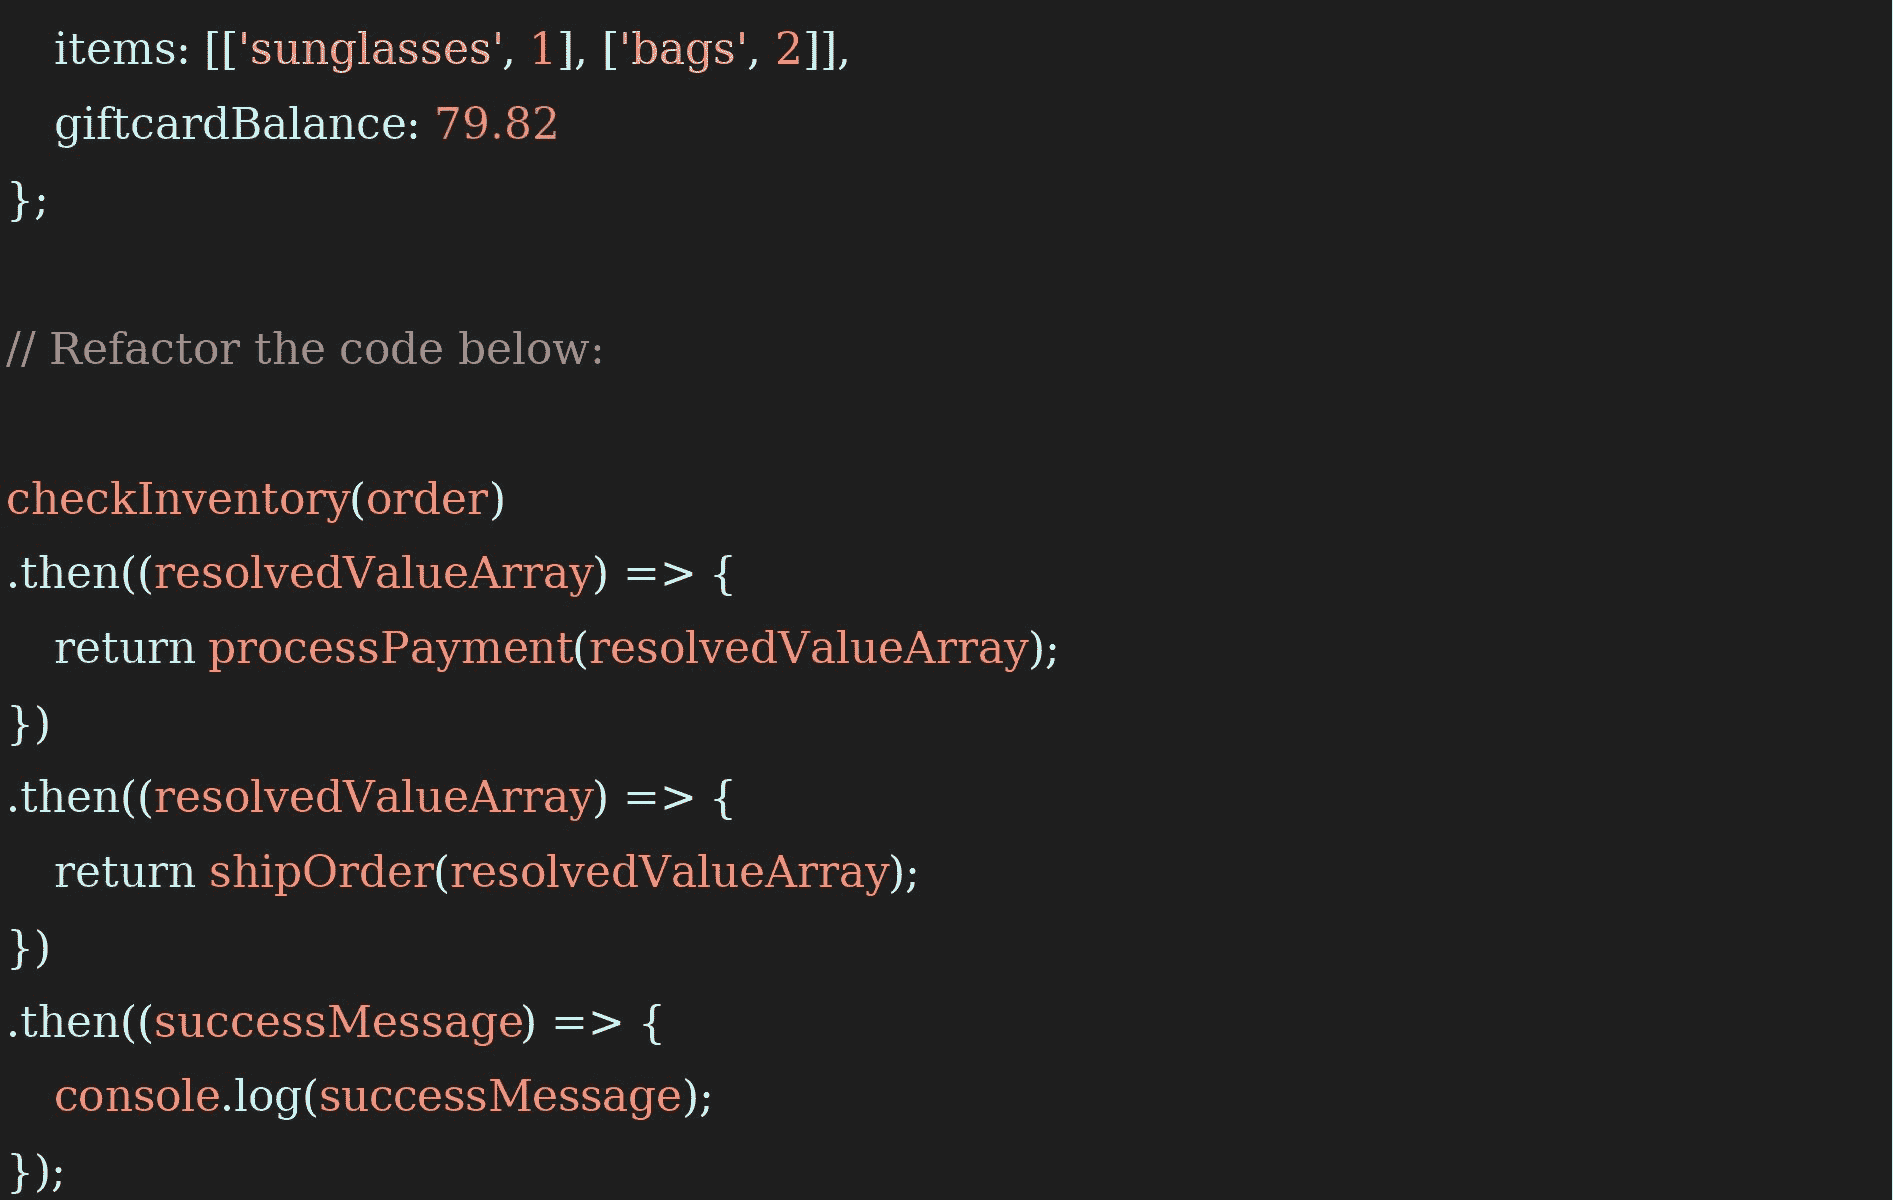 items: [['sunglasses', 1], ['bags', 2]],
giftcardBalance: 79.82
};
// Refactor the code below:
checkInventory(order)
.then((resolvedValueArray) => {
return processPayment(resolvedValueArray);
})
.then((resolvedValueArray) => {
return shipOrder(resolvedValueArray);
})
.then((successMessage) => {
console.log(successMessage);
});